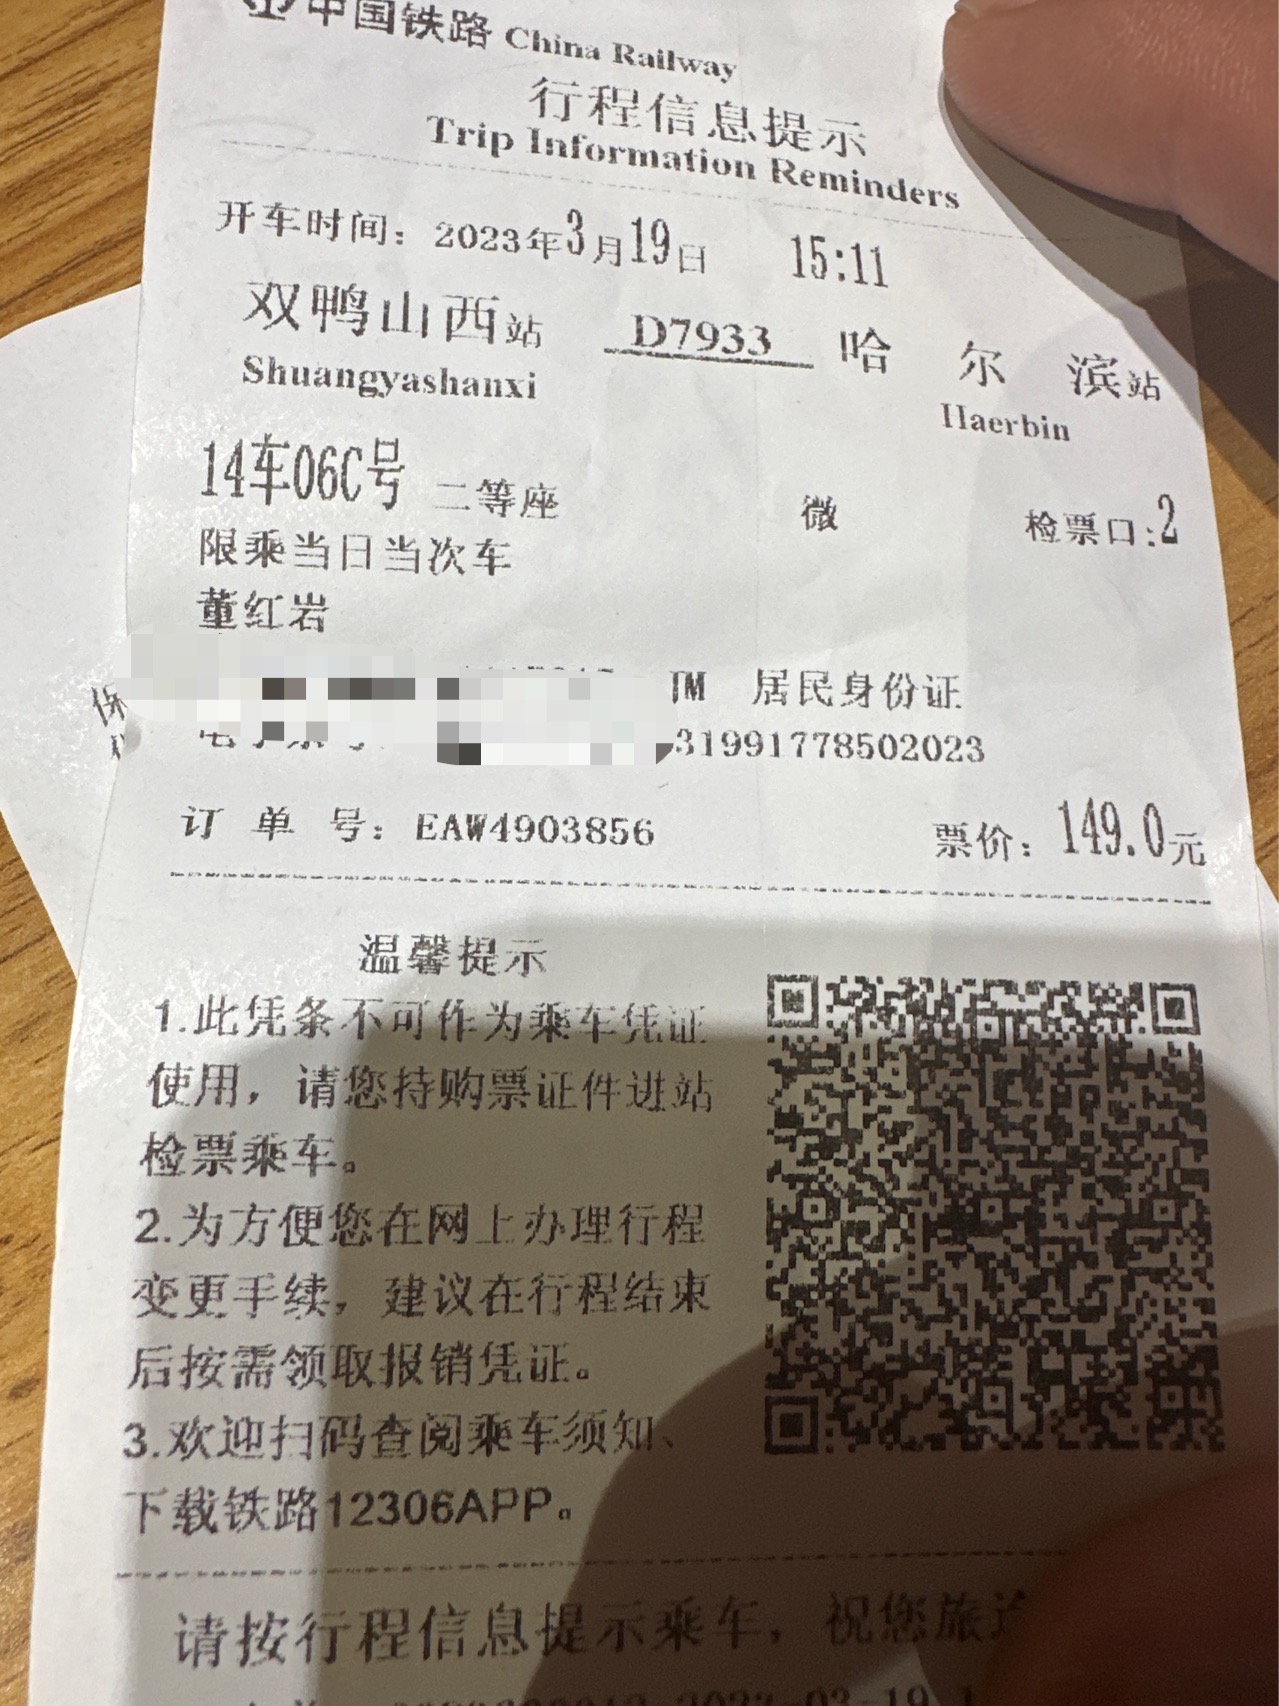 中国铁路 China Railway
行程信息提示
Trip Information Reminders
开车时间：2023年3月19日 15:11
双鸭山西站 D7933 哈尔滨站
Shuangyashanxi Haerbin
14车06C号 二等座 微 检票口:2
限乘当日当次车
董红岩
TM 居民身份证
31991778502023
订单号：EAW4903856 票价：149.0元
温馨提示
1.此凭条不可作为乘车凭证
使用，请您持购票证件进站
检票乘车。
2.为方便您在网上办理行程
变更手续，建议在行程结束
后按需领取报销凭证。
3.欢迎扫码查阅乘车须知、
下载铁路12306APP。
请按行程信息提示乘车，祝您旅